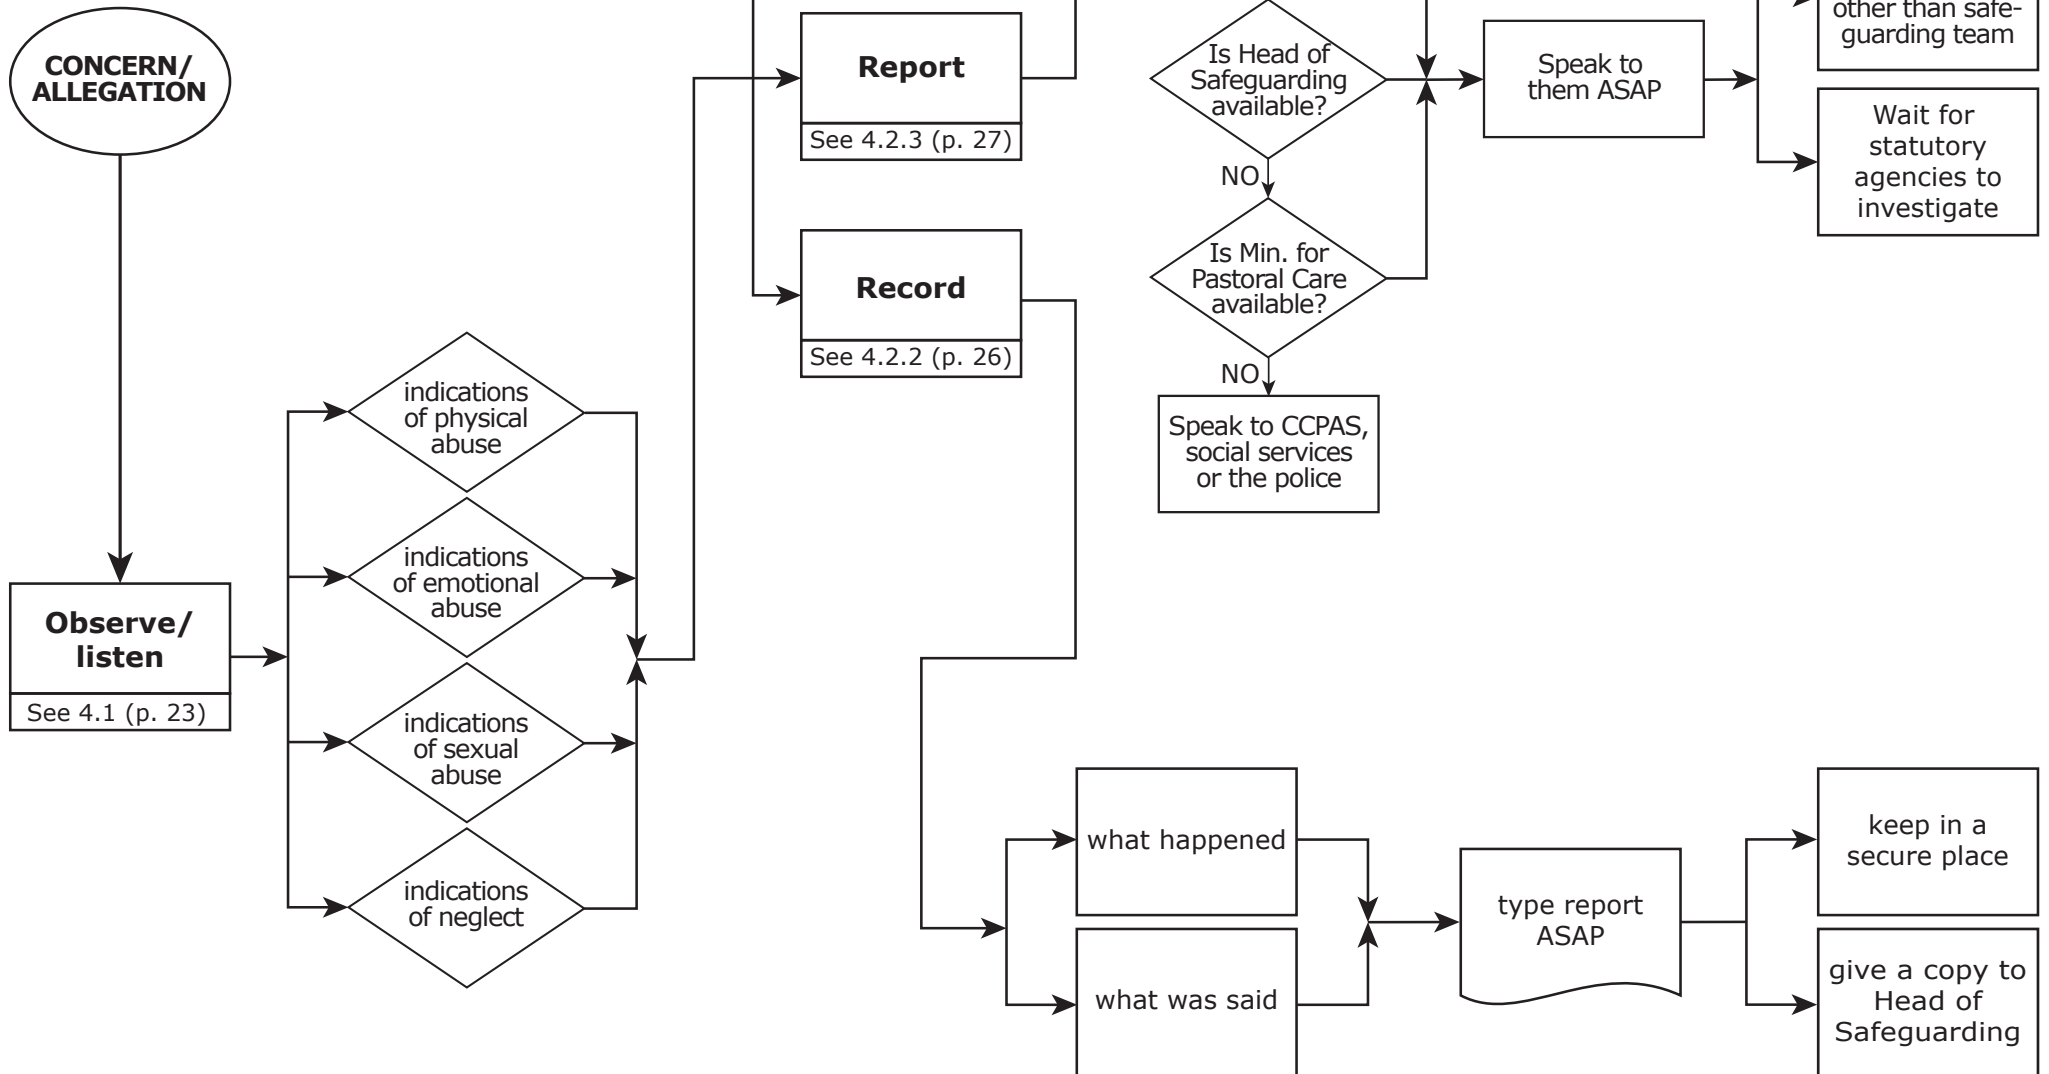 CONCERN/
ALLEGATION
Observe/
listen
See 4.1 (p. 23)
indications
of physical
abuse
indications
of emotional
abuse
indications
of sexual
abuse
indications
of neglect
Report
See 4.2.3 (p. 27)
Record
See 4.2.2 (p. 26)
Is Head of
Safeguarding
available?
NO
Is Min. for
Pastoral Care
available?
NO
Speak to CCPAS,
social services
or the police
Speak to
them ASAP
other than safe-
guarding team
Wait for
statutory
agencies to
investigate
what happened
what was said
type report
ASAP
keep in a
secure place
give a copy to
Head of
Safeguarding